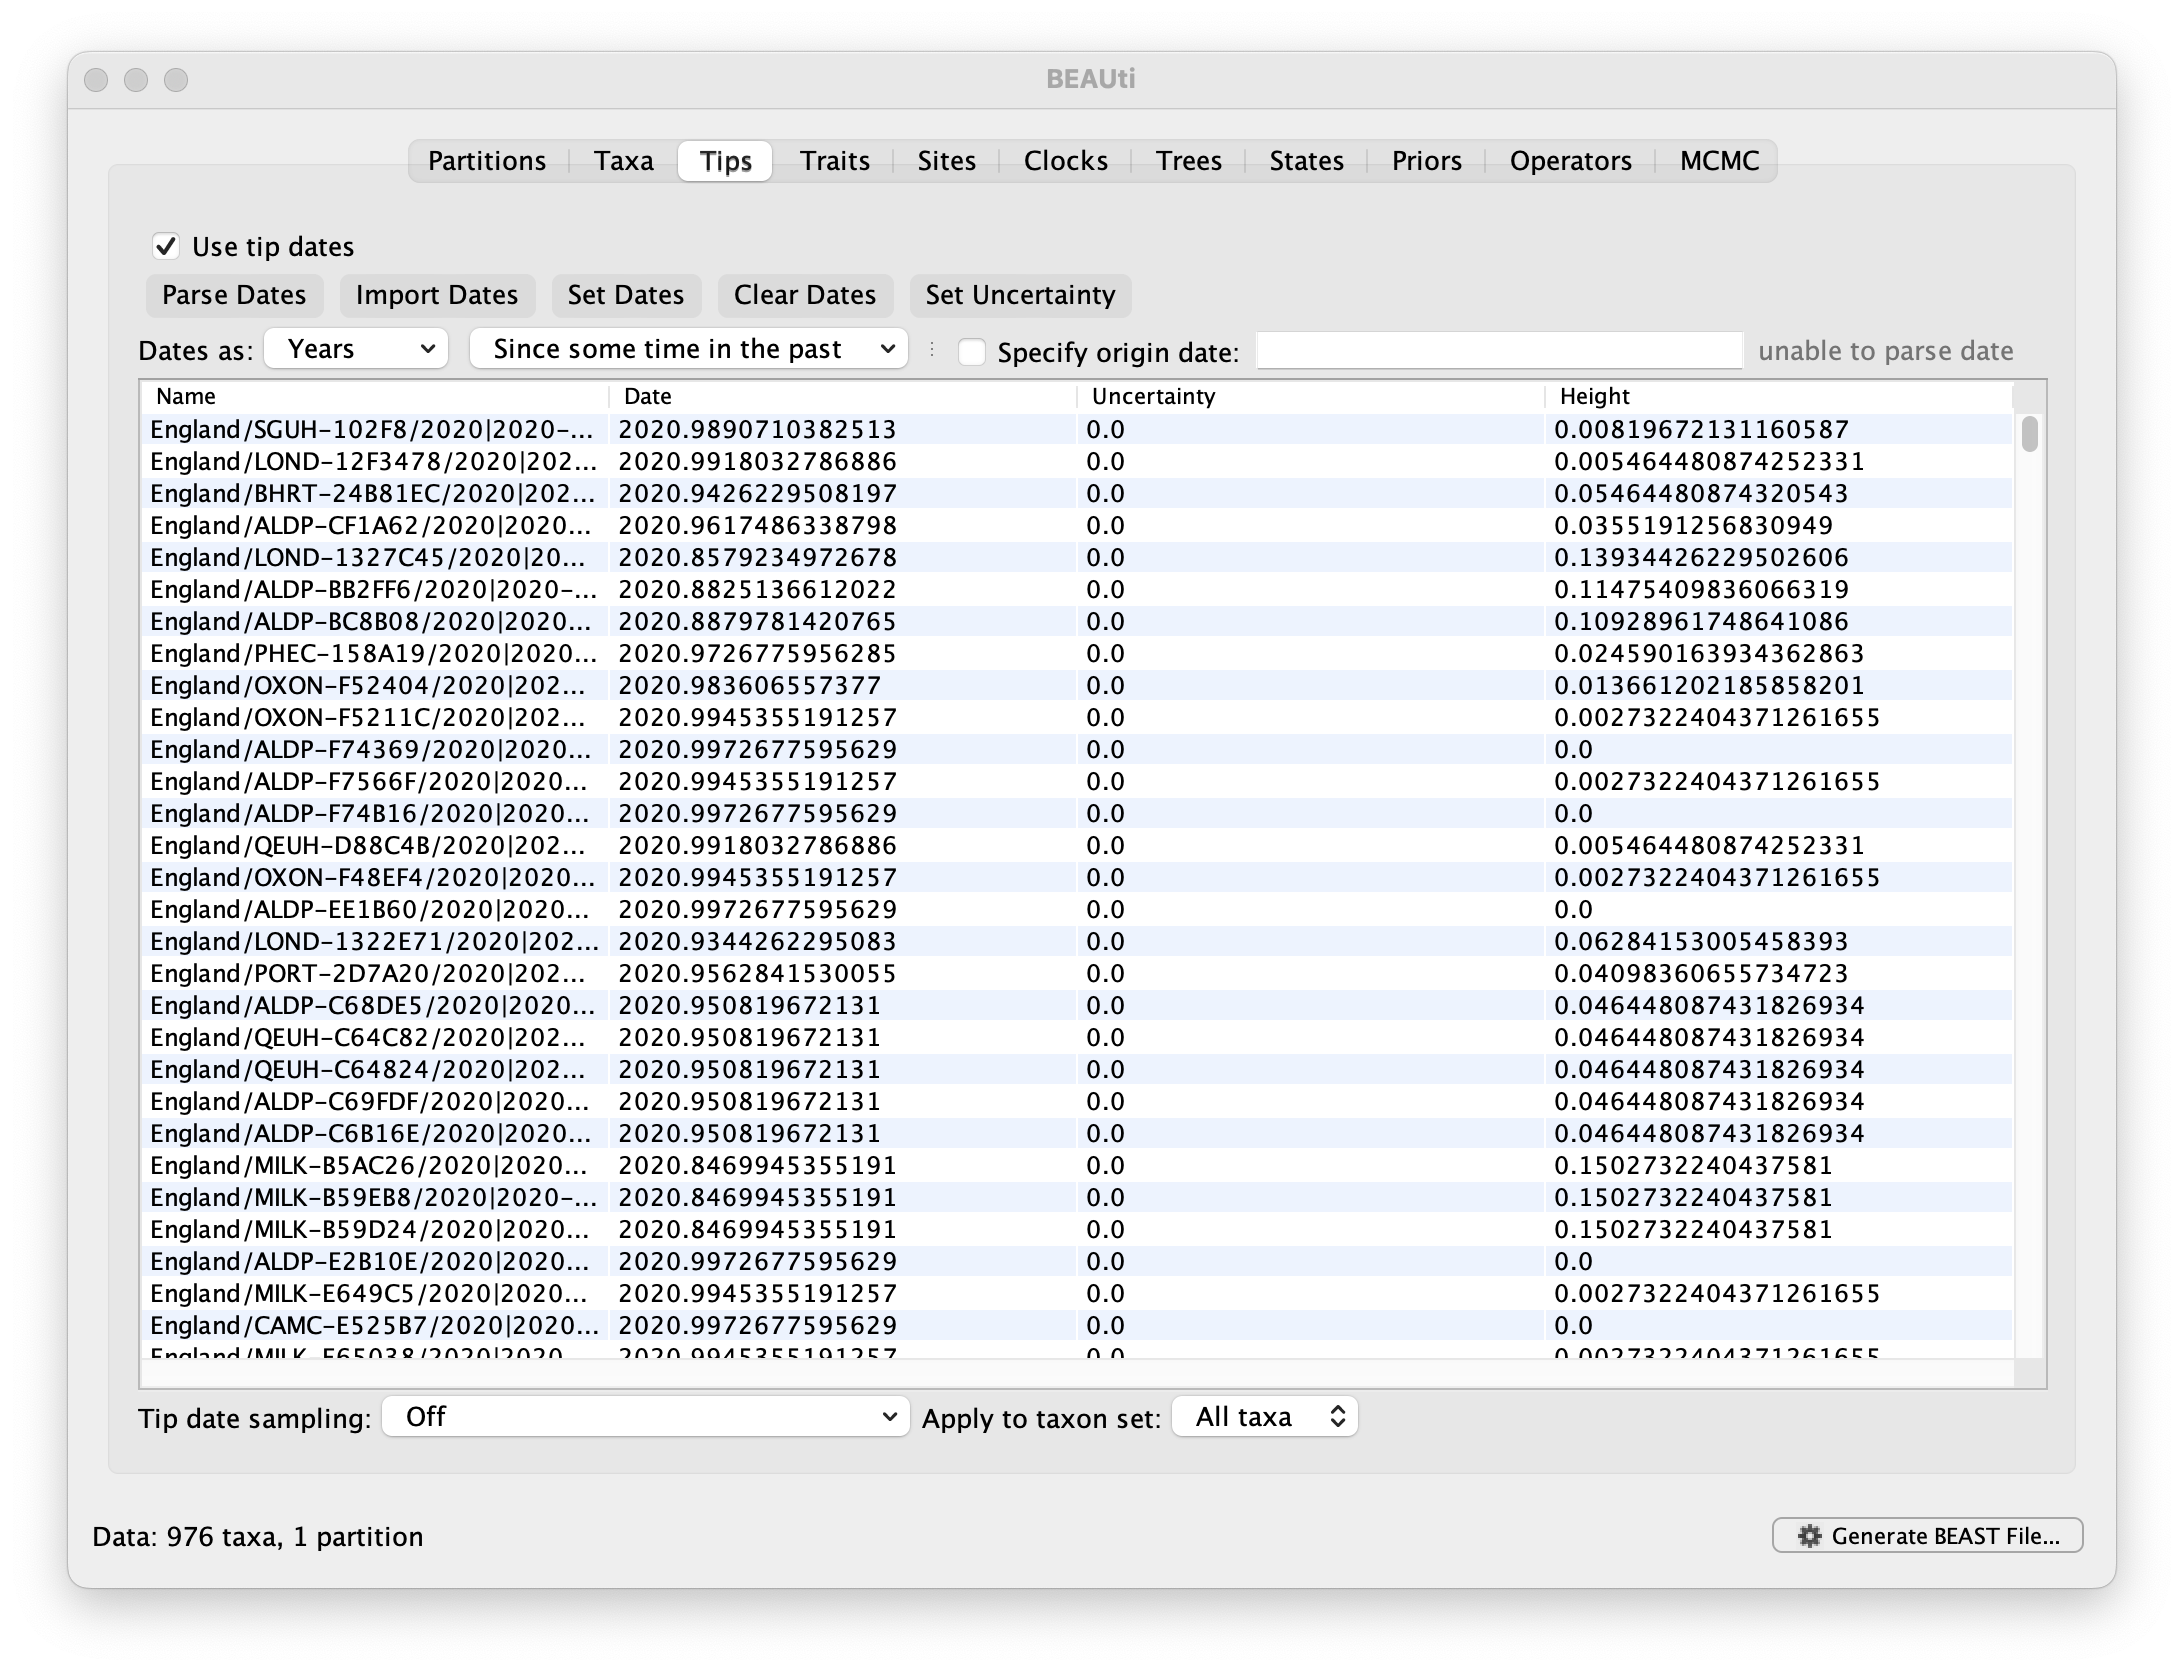 BEAUti
Partitions Taxa Tips Traits Sites Clocks Trees States Priors Operators MCMC
Use tip dates
Parse Dates Import Dates Set Dates Clear Dates Set Uncertainty
Dates as: Years Since some time in the past Specify origin date: unable to parse date
Name Date Uncertainty Height
England/SGUH-102F8/2020|2020-... 2020.9890710382513 0.0 0.00819672131160587
England/LOND-12F3478/2020|202... 2020.9918032786886 0.0 0.005464480874252331
England/BHRT-24B81EC/2020|202... 2020.9426229508197 0.0 0.05464480874320543
England/ALDP-CF1A62/2020|2020... 2020.9617486338798 0.0 0.0355191256830949
England/LOND-1327C45/2020|20... 2020.8579234972678 0.0 0.13934426229502606
England/ALDP-BB2FF6/2020|2020-... 2020.8825136612022 0.0 0.11475409836066319
England/ALDP-BC8B08/2020|2020... 2020.8879781420765 0.0 0.10928961748641086
England/PHEC-158A19/2020|2020... 2020.9726775956285 0.0 0.024590163934362863
England/OXON-F52404/2020|202... 2020.983606557377 0.0 0.013661202185858201
England/OXON-F5211C/2020|202... 2020.9945355191257 0.0 0.0027322404371261655
England/ALDP-F74369/2020|2020... 2020.9972677595629 0.0 0.0
England/ALDP-F7566F/2020|2020... 2020.9945355191257 0.0 0.0027322404371261655
England/ALDP-F74B16/2020|2020... 2020.9972677595629 0.0 0.0
England/QEUH-D88C4B/2020|202... 2020.9918032786886 0.0 0.005464480874252331
England/OXON-F48EF4/2020|2020... 2020.9945355191257 0.0 0.0027322404371261655
England/ALDP-EE1B60/2020|2020... 2020.9972677595629 0.0 0.0
England/LOND-1322E71/2020|202... 2020.9344262295083 0.0 0.06284153005458393
England/PORT-2D7A20/2020|202... 2020.9562841530055 0.0 0.04098360655734723
England/ALDP-C68DE5/2020|2020... 2020.950819672131 0.0 0.046448087431826934
England/QEUH-C64C82/2020|202... 2020.950819672131 0.0 0.046448087431826934
England/QEUH-C64824/2020|202... 2020.950819672131 0.0 0.046448087431826934
England/ALDP-C69FDF/2020|2020... 2020.950819672131 0.0 0.046448087431826934
England/ALDP-C6B16E/2020|2020... 2020.950819672131 0.0 0.046448087431826934
England/MILK-B5AC26/2020|2020... 2020.8469945355191 0.0 0.1502732240437581
England/MILK-B59EB8/2020|2020-... 2020.8469945355191 0.0 0.1502732240437581
England/MILK-B59D24/2020|2020... 2020.8469945355191 0.0 0.1502732240437581
England/ALDP-E2B10E/2020|2020... 2020.9972677595629 0.0 0.0
England/MILK-E649C5/2020|2020... 2020.9945355191257 0.0 0.0027322404371261655
England/CAMC-E525B7/2020|2020... 2020.9972677595629 0.0 0.0
England/MILK-E65038/2020|2020 2020.9945355191257 0.0 0.0027322404371261655
Tip date sampling: Off Apply to taxon set: All taxa
Data: 976 taxa, 1 partition Generate BEAST File...